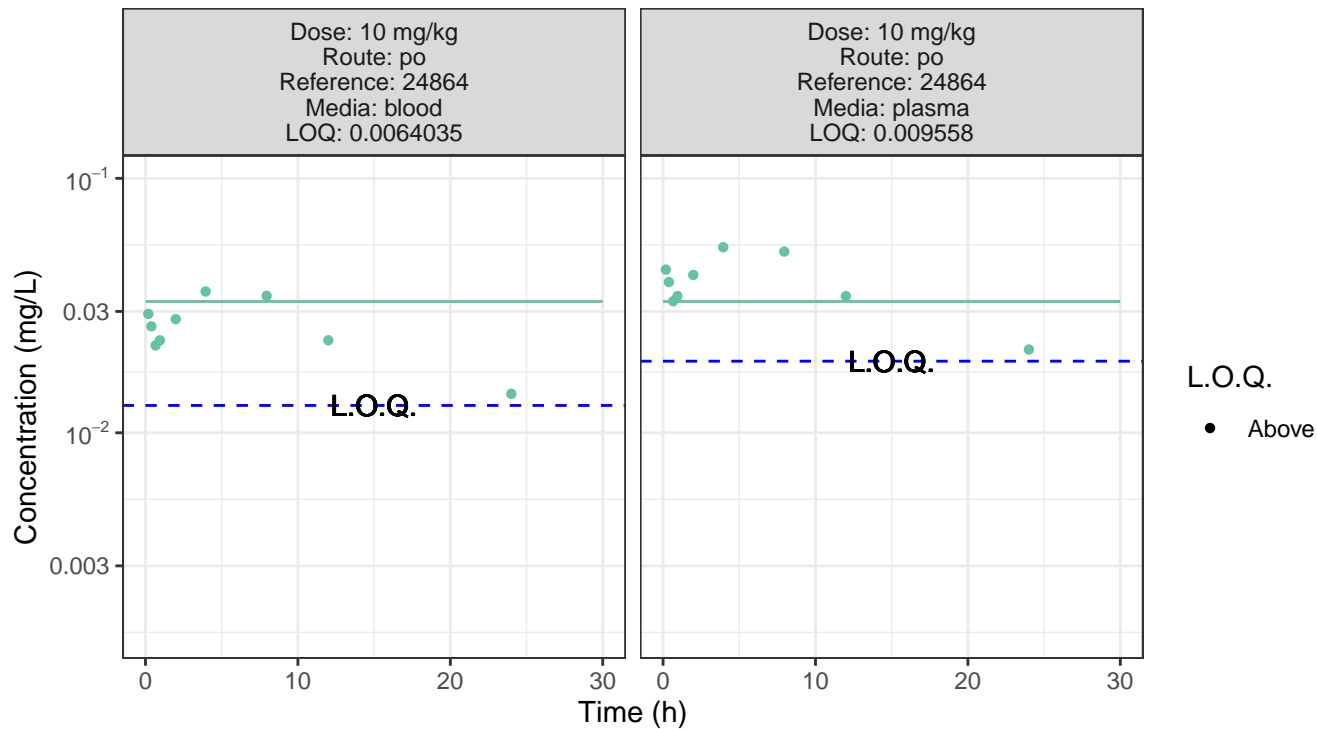 Dose: 10 mg/kg
Route: po
Reference: 24864
Media: blood
LOQ: 0.0064035
Dose: 10 mg/kg
Route: po
Reference: 24864
Media: plasma
LOQ: 0.009558
10⁻¹
0.03
10⁻²
0.003
Concentration (mg/L)
L.O.Q.
L.O.Q.
0 10 20 30
0 10 20 30
Time (h)
L.O.Q.
Above